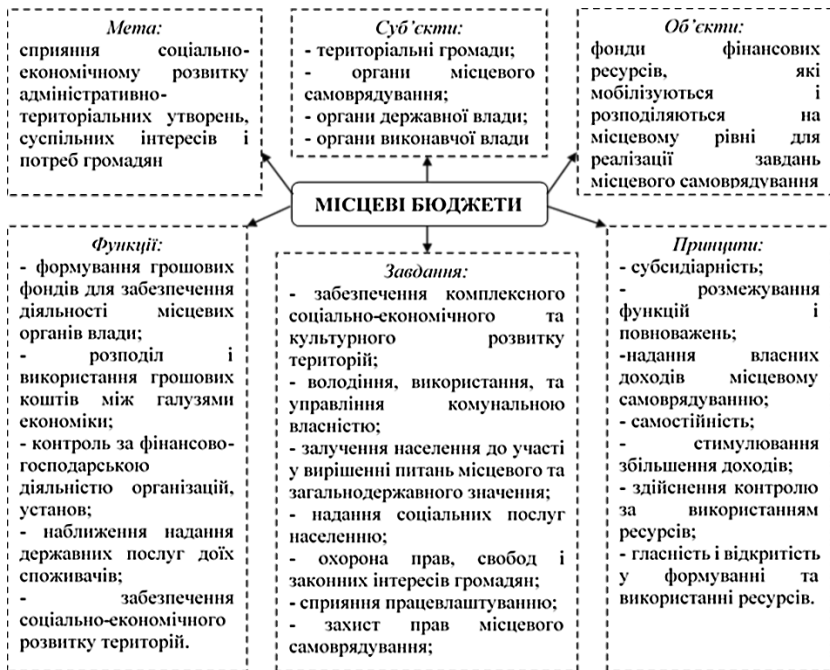 Мета:
сприяння соціально-
економічному розвитку
адміністративно-
територіальних утворень,
суспільних інтересів і
потреб громадян
Суб'єкти:
- територіальні громади;
- органи місцевого
самоврядування;
- органи державної влади;
- органи виконавчої влади
Об'єкти:
фонди фінансових
ресурсів, які
мобілізуються і
розподіляються на
місцевому рівні для
реалізації завдань
місцевого самоврядування
МІСЦЕВІ БЮДЖЕТИ
Функції:
- формування грошових
фондів для забезпечення
діяльності місцевих
органів влади;
- розподіл і
використання грошових
коштів між галузями
економіки;
- контроль за фінансово-
господарською
діяльністю організацій,
установ;
- наближення надання
державних послуг доїх
споживачів;
- забезпечення
соціально-економічного
розвитку територій.
Завдання:
- забезпечення комплексного
соціально-економічного та
культурного розвитку
територій;
- володіння, використання, та
управління комунальною
власністю;
- залучення населення до участі
у вирішенні питань місцевого та
загальнодержавного значення;
- надання соціальних послуг
населенню;
- охорона прав, свобод і
законних інтересів громадян;
- сприяння працевлаштуванню;
- захист прав місцевого
самоврядування;
Принципи:
- субсидіарність;
- розмежування
функцій і
повноважень;
-надання власних
доходів місцевому
самоврядуванню;
- самостійність;
- стимулювання
збільшення доходів;
- здійснення контролю
за використанням
ресурсів;
- гласність і відкритість
у формуванні та
використанні ресурсів.